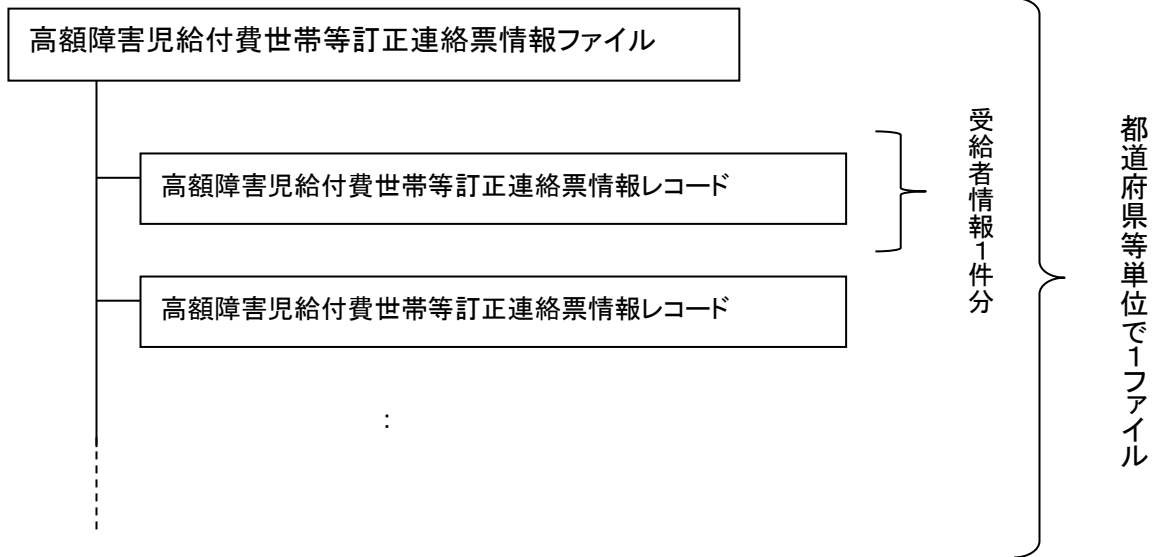 高額障害児給付費世帯等訂正連絡票情報ファイル
高額障害児給付費世帯等訂正連絡票情報レコード
高額障害児給付費世帯等訂正連絡票情報レコード
:
受給者情報1件分
都道府県等単位で1ファイル